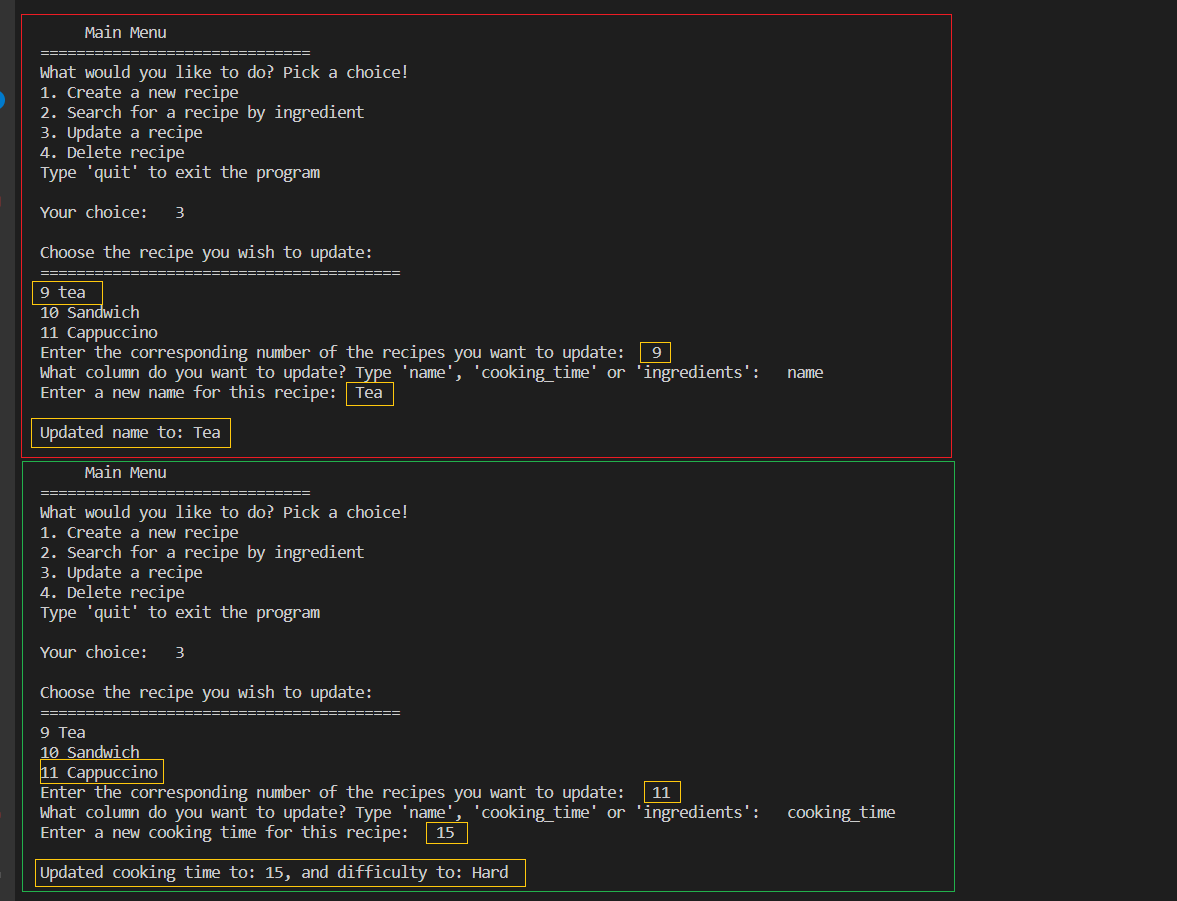 Main Menu
==============================
What would you like to do? Pick a choice!
1. Create a new recipe
2. Search for a recipe by ingredient
3. Update a recipe
4. Delete recipe
Type 'quit' to exit the program
Your choice:   3
Choose the recipe you wish to update:
========================================
9 tea
10 Sandwich
11 Cappuccino
Enter the corresponding number of the recipes you want to update:   9
What column do you want to update? Type 'name', 'cooking_time' or 'ingredients':   name
Enter a new name for this recipe:  Tea
Updated name to: Tea
Main Menu
==============================
What would you like to do? Pick a choice!
1. Create a new recipe
2. Search for a recipe by ingredient
3. Update a recipe
4. Delete recipe
Type 'quit' to exit the program
Your choice:   3
Choose the recipe you wish to update:
========================================
9 Tea
10 Sandwich
11 Cappuccino
Enter the corresponding number of the recipes you want to update:   11
What column do you want to update? Type 'name', 'cooking_time' or 'ingredients':   cooking_time
Enter a new cooking time for this recipe:   15
Updated cooking time to: 15, and difficulty to: Hard